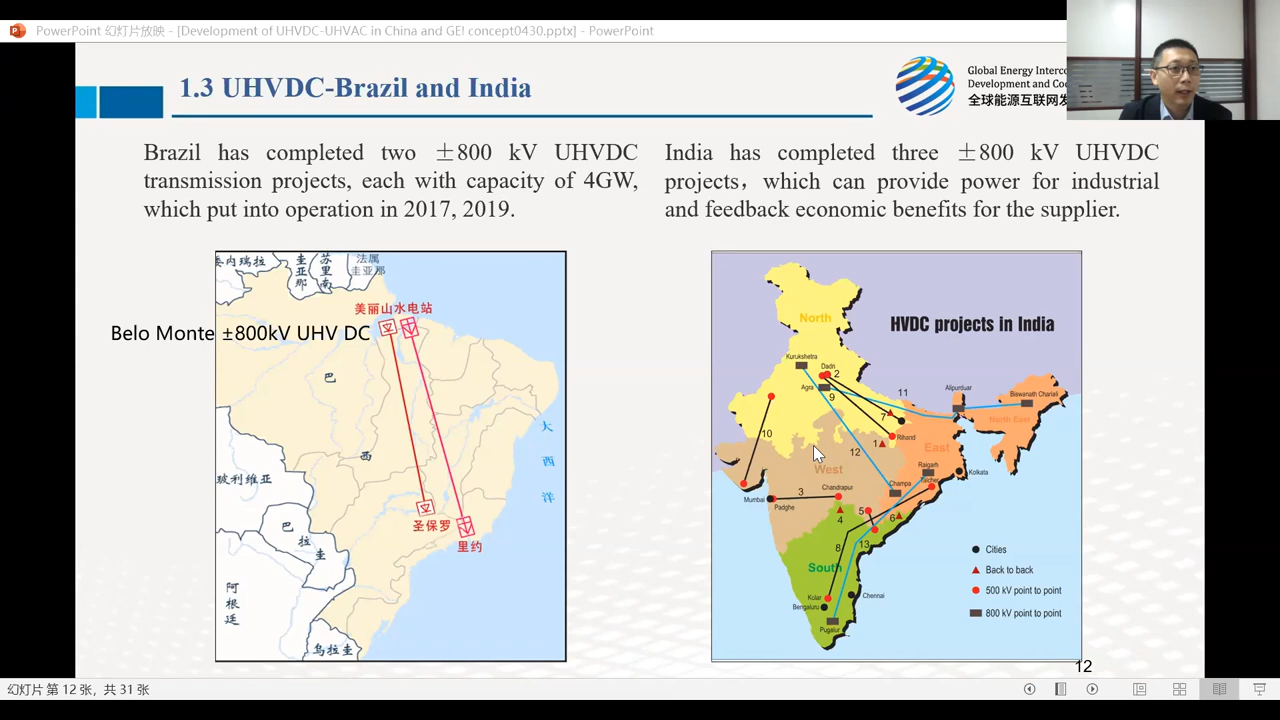 PowerPoint 幻灯片放映 - [Development of UHVDC-UHVAC in China and GEI concept0430.pptx] - PowerPoint
1.3 UHVDC-Brazil and India
Global Energy Interco
Development and Coo
全球能源互联网发
Brazil has completed two ±800 kV UHVDC
transmission projects, each with capacity of 4GW,
which put into operation in 2017, 2019.
India has completed three ±800 kV UHVDC
projects，which can provide power for industrial
and feedback economic benefits for the supplier.
委内瑞拉
圭亚那
苏里南
法属
圭亚那
美丽山水电站
Belo Monte ±800kV UHV DC
巴
西
大
西
洋
玻利维亚
巴
拉
圭
圣保罗
里约
阿
根
廷
乌拉圭
HVDC projects in India
North
Kurukshetra
Dadri
2
Agra
9
11
Alipurduar
Biswanath Chariali
North East
7
10
1
Rihand
East
12
West
Raigarh
Talcher
Kolkata
Champa
Chandrapur
3
Mumbai
Padghe
4
5
6
8
13
South
Kolar
Bengaluru
Chennai
Pugalur
Cities
Back to back
500 kV point to point
800 kV point to point
12
幻灯片 第 12 张，共 31 张